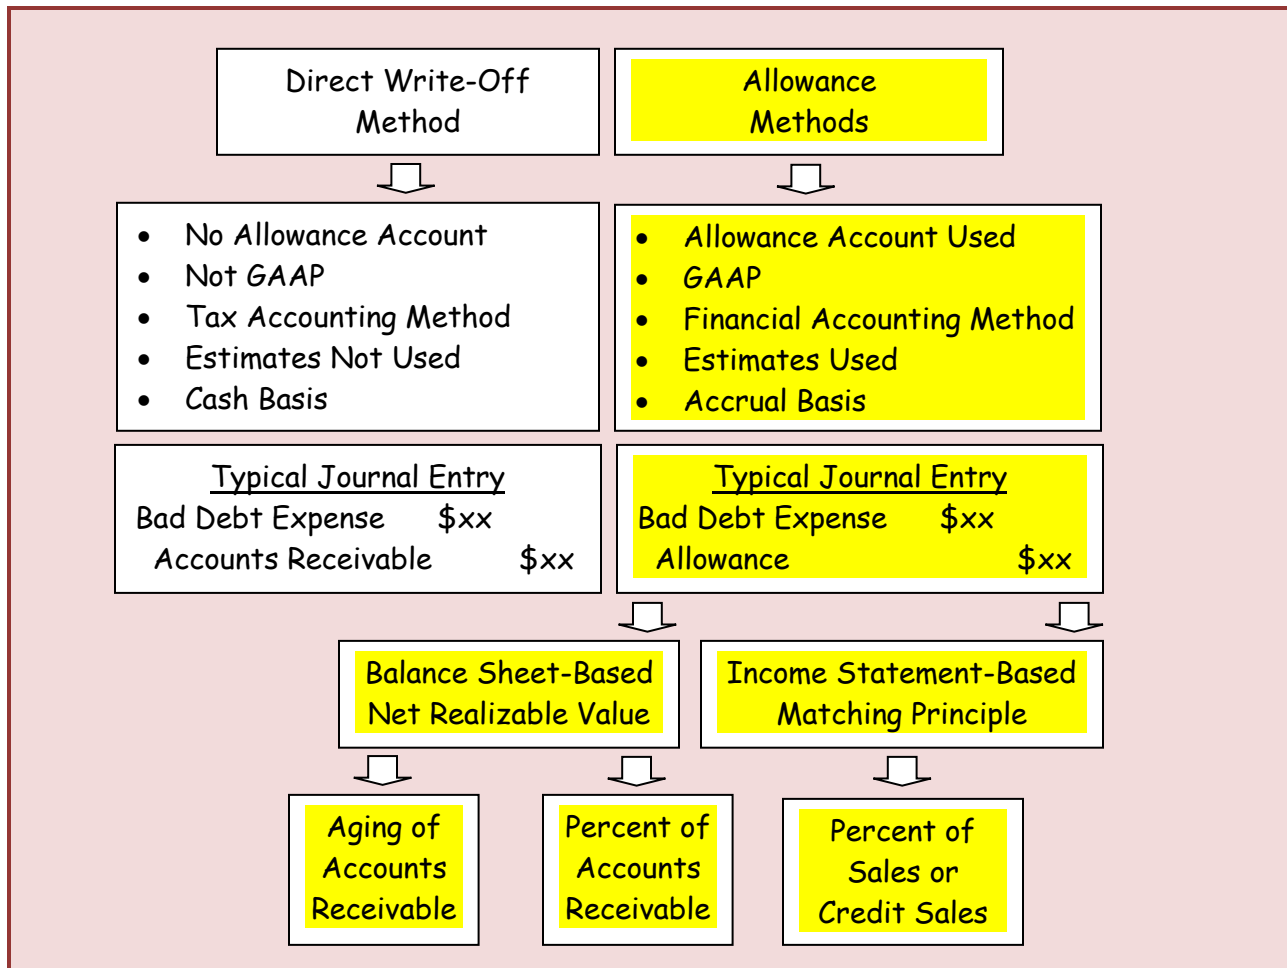 Direct Write-Off
Method
Allowance
Methods
• No Allowance Account
• Not GAAP
• Tax Accounting Method
• Estimates Not Used
• Cash Basis
• Allowance Account Used
• GAAP
• Financial Accounting Method
• Estimates Used
• Accrual Basis
Typical Journal Entry
Bad Debt Expense $xx
Accounts Receivable $xx
Typical Journal Entry
Bad Debt Expense $xx
Allowance $xx
Balance Sheet-Based
Net Realizable Value
Income Statement-Based
Matching Principle
Aging of
Accounts
Receivable
Percent of
Accounts
Receivable
Percent of
Sales or
Credit Sales